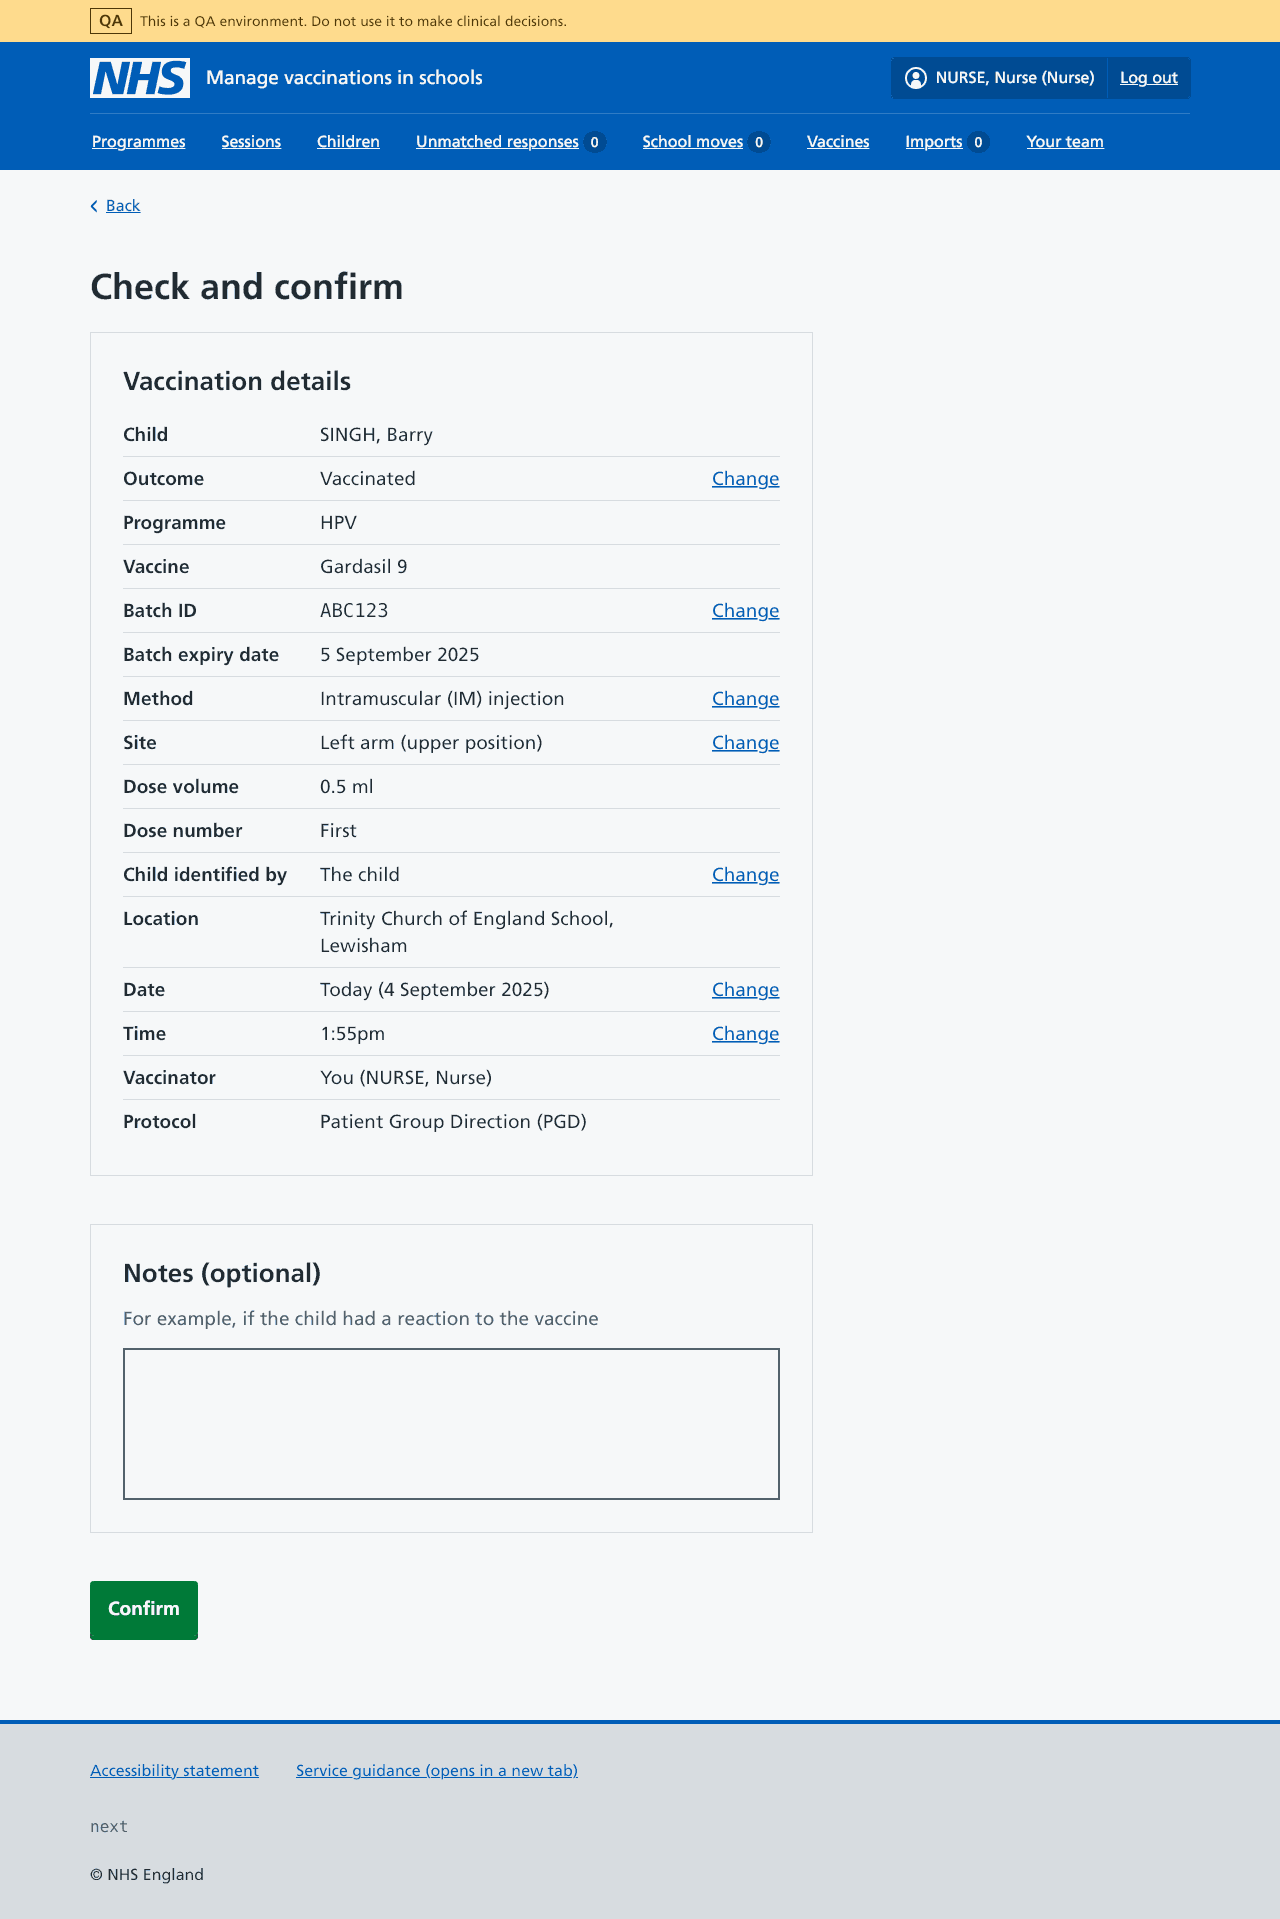 QA This is a QA environment. Do not use it to make clinical decisions.
NHS Manage vaccinations in schools NURSE, Nurse (Nurse) Log out
Programmes Sessions Children Unmatched responses 0 School moves 0 Vaccines Imports 0 Your team
Back
Check and confirm
Vaccination details
Child SINGH, Barry
Outcome Vaccinated Change
Programme HPV
Vaccine Gardasil 9
Batch ID ABC123 Change
Batch expiry date 5 September 2025
Method Intramuscular (IM) injection Change
Site Left arm (upper position) Change
Dose volume 0.5 ml
Dose number First
Child identified by The child Change
Location Trinity Church of England School,
Lewisham
Date Today (4 September 2025) Change
Time 1:55pm Change
Vaccinator You (NURSE, Nurse)
Protocol Patient Group Direction (PGD)
Notes (optional)
For example, if the child had a reaction to the vaccine
Confirm
Accessibility statement Service guidance (opens in a new tab)
next
© NHS England